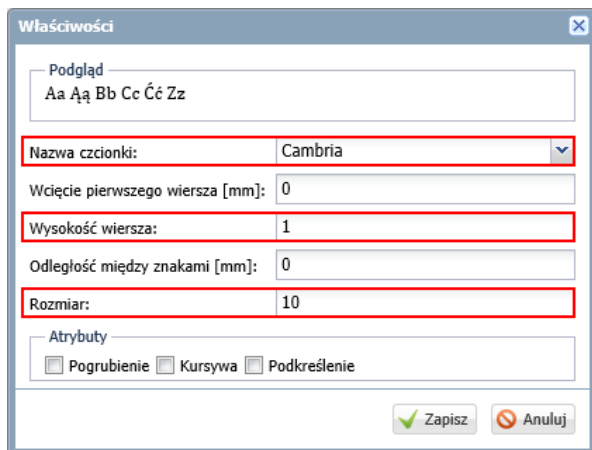 Właściwości
Podgląd
Aa Ąą Bb Cc Ćć Zz
Nazwa czcionki: Cambria
Wcięcie pierwszego wiersza [mm]: 0
Wysokość wiersza: 1
Odległość między znakami [mm]: 0
Rozmiar: 10
Atrybuty
Pogrubienie Kursywa Podkreślenie
Zapisz Anuluj